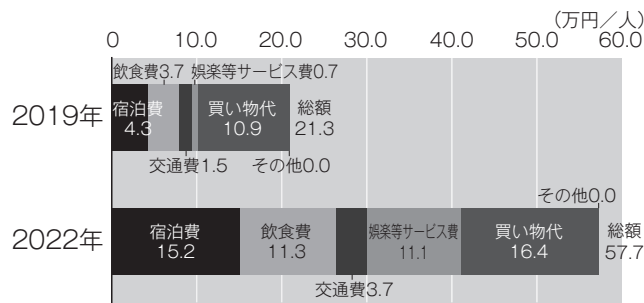 (万円／人)
0 10.0 20.0 30.0 40.0 50.0 60.0
飲食費3.7 娯楽等サービス費0.7
2019年
宿泊費
4.3
買い物代
10.9
総額
21.3
交通費1.5 その他0.0
その他0.0
2022年
宿泊費
15.2
飲食費
11.3
娯楽等サービス費
11.1
買い物代
16.4
総額
57.7
交通費3.7